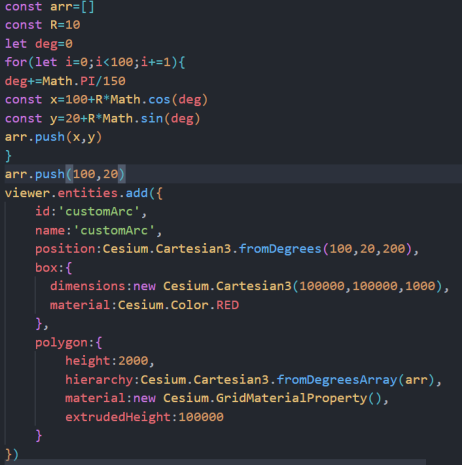 const arr=[]
const R=10
let deg=0
for(let i=0;i<100;i+=1){
deg+=Math.PI/150
const x=100+R*Math.cos(deg)
const y=20+R*Math.sin(deg)
arr.push(x,y)
}
arr.push(100,20)
viewer.entities.add({
    id:'customArc',
    name:'customArc',
    position:Cesium.Cartesian3.fromDegrees(100,20,200),
    box:{
      dimensions:new Cesium.Cartesian3(100000,100000,1000),
      material:Cesium.Color.RED
    },
    polygon:{
        height:2000,
        hierarchy:Cesium.Cartesian3.fromDegreesArray(arr),
        material:new Cesium.GridMaterialProperty(),
        extrudedHeight:100000
    }
})